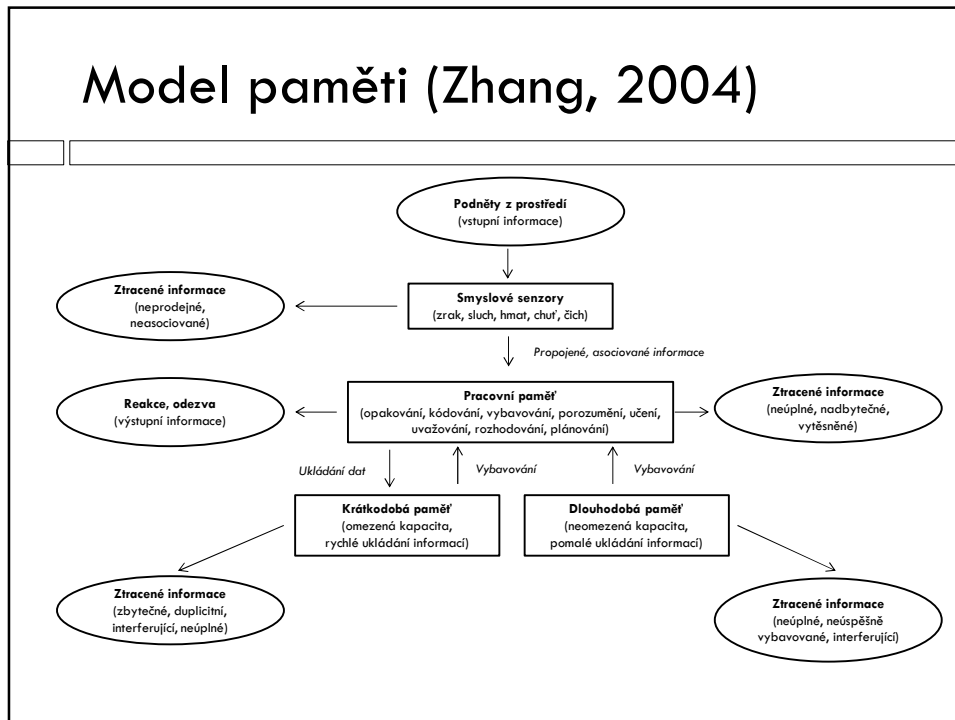 Model paměti (Zhang, 2004)
Podněty z prostředí
(vstupní informace)
Ztracené informace
(neprodejné,
neasociované)
Smyslové senzory
(zrak, sluch, hmat, chuť, čich)
Propojené, asociované informace
Reakce, odezva
(výstupní informace)
Pracovní paměť
(opakování, kódování, vybavování, porozumění, učení,
uvažování, rozhodování, plánování)
Ztracené informace
(neúplné, nadbytečné,
vytěsněné)
Ukládání dat
Vybavování
Vybavování
Krátkodobá paměť
(omezená kapacita,
rychlé ukládání informací)
Dlouhodobá paměť
(neomezená kapacita,
pomalé ukládání informací)
Ztracené informace
(zbytečné, duplicitní,
interferující, neúplné)
Ztracené informace
(neúplné, neúspěšně
vybavované, interferující)